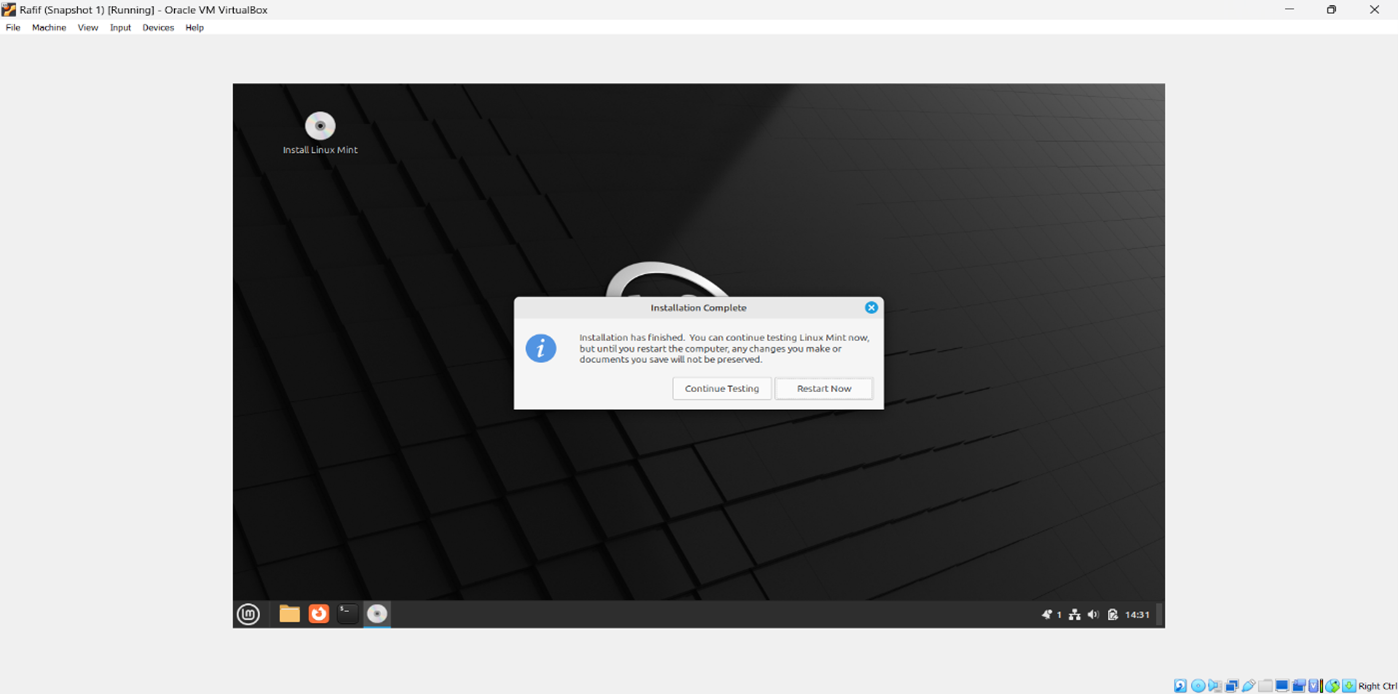 Rafif (Snapshot 1) [Running] - Oracle VM VirtualBox
File Machine View Input Devices Help
Install Linux Mint
Installation Complete
Installation has finished. You can continue testing Linux Mint now,
but until you restart the computer, any changes you make or
documents you save will not be preserved.
Continue Testing Restart Now
1 14:31
Right Ctrl